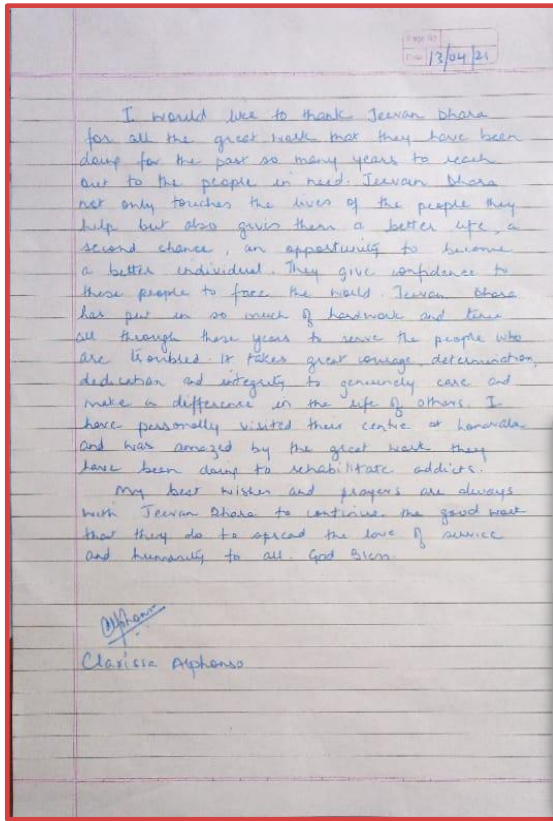 Page No
Date 13/04/21
I would like to thank Jeevan Dhara
for all the great work that they have been
doing for the past so many years to reach
out to the people in need. Jeevan Dhara
not only touches the lives of the people they
help but also gives them a better life, a
second chance, an opportunity to become
a better individual. They give confidence to
these people to face the world. Jeevan Dhara
has put in so much of hardwork and time
all through these years to serve the people who
are troubled. It takes great courage, determination,
dedication and integrity to genuinely care and
make a difference in the life of others. I
have personally visited their centre at Lonavala
and was amazed by the great work they
have been doing to rehabilitate addicts.
My best wishes and prayers are always
with Jeevan Dhara to continue the good work
that they do to spread the love of service
and humanity to all. God Bless.
Alphonso
Clarissa Alphonso